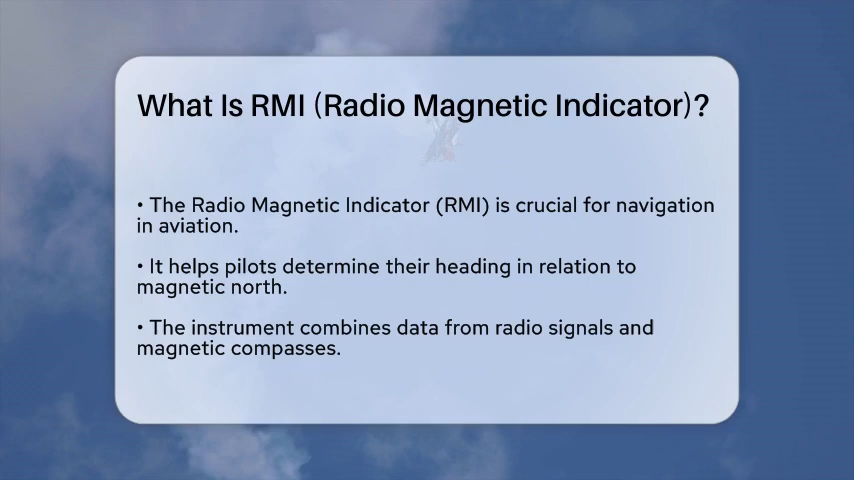 What Is RMI (Radio Magnetic Indicator)?
• The Radio Magnetic Indicator (RMI) is crucial for navigation
in aviation.
• It helps pilots determine their heading in relation to
magnetic north.
• The instrument combines data from radio signals and
magnetic compasses.